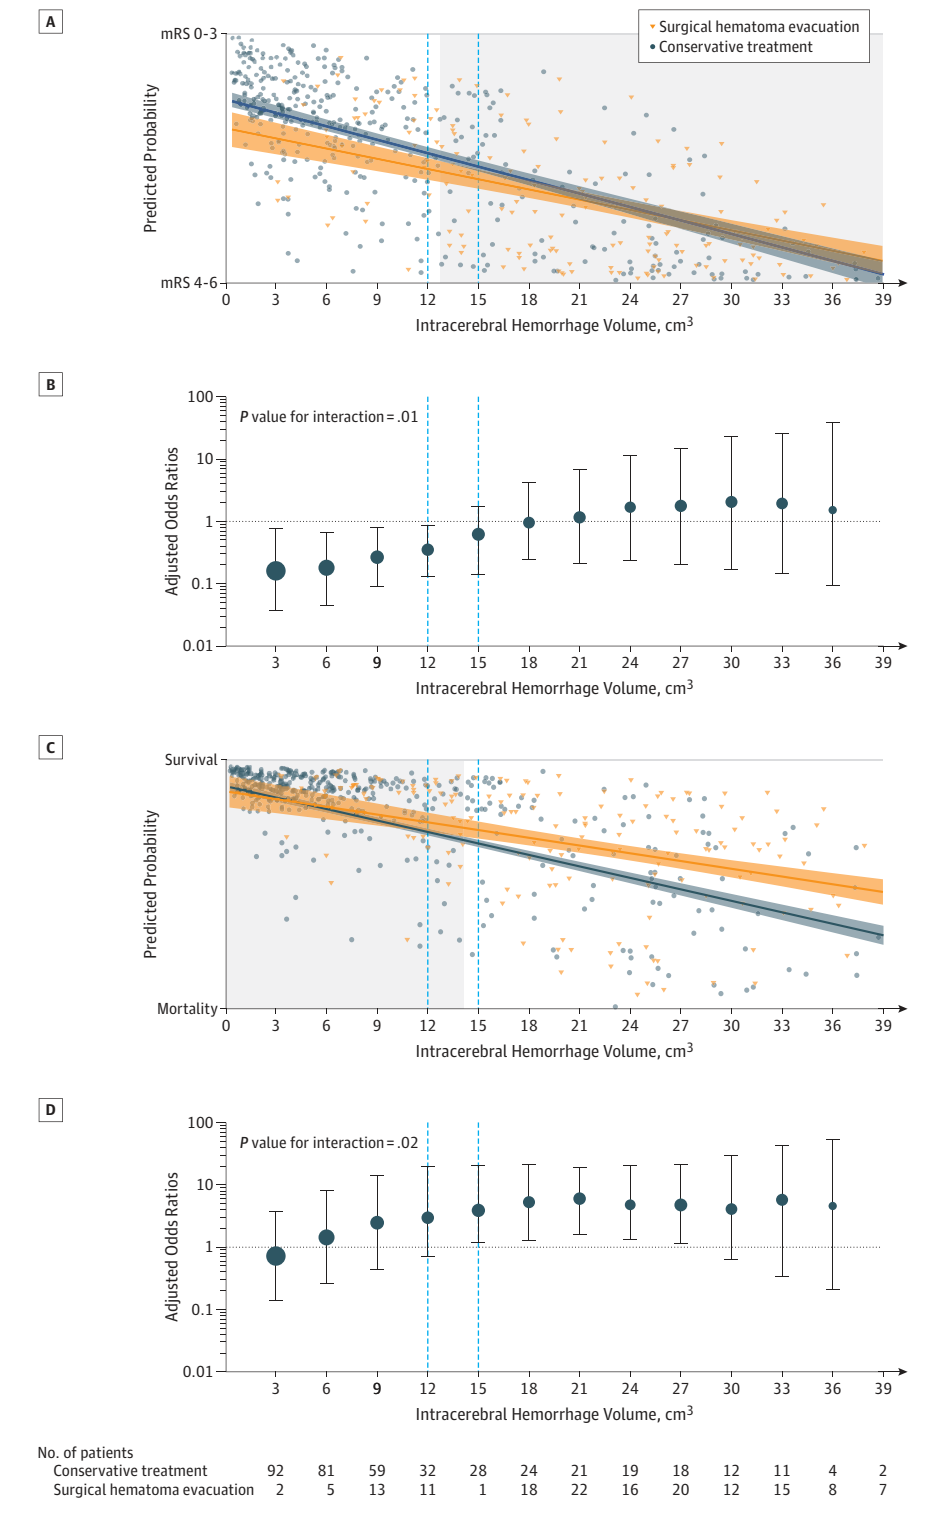 A
mRS 0-3
Surgical hematoma evacuation
Conservative treatment
Predicted Probability
mRS 4-6
0 3 6 9 12 15 18 21 24 27 30 33 36 39
Intracerebral Hemorrhage Volume, cm³
B
100
P value for interaction = .01
10
Adjusted Odds Ratios
1
0.1
0.01
3 6 9 12 15 18 21 24 27 30 33 36 39
Intracerebral Hemorrhage Volume, cm³
C
Survival
Predicted Probability
Mortality
0 3 6 9 12 15 18 21 24 27 30 33 36 39
Intracerebral Hemorrhage Volume, cm³
D
100
P value for interaction = .02
10
Adjusted Odds Ratios
1
0.1
0.01
3 6 9 12 15 18 21 24 27 30 33 36 39
Intracerebral Hemorrhage Volume, cm³
No. of patients
Conservative treatment 92 81 59 32 28 24 21 19 18 12 11 4 2
Surgical hematoma evacuation 2 5 13 11 1 18 22 16 20 12 15 8 7